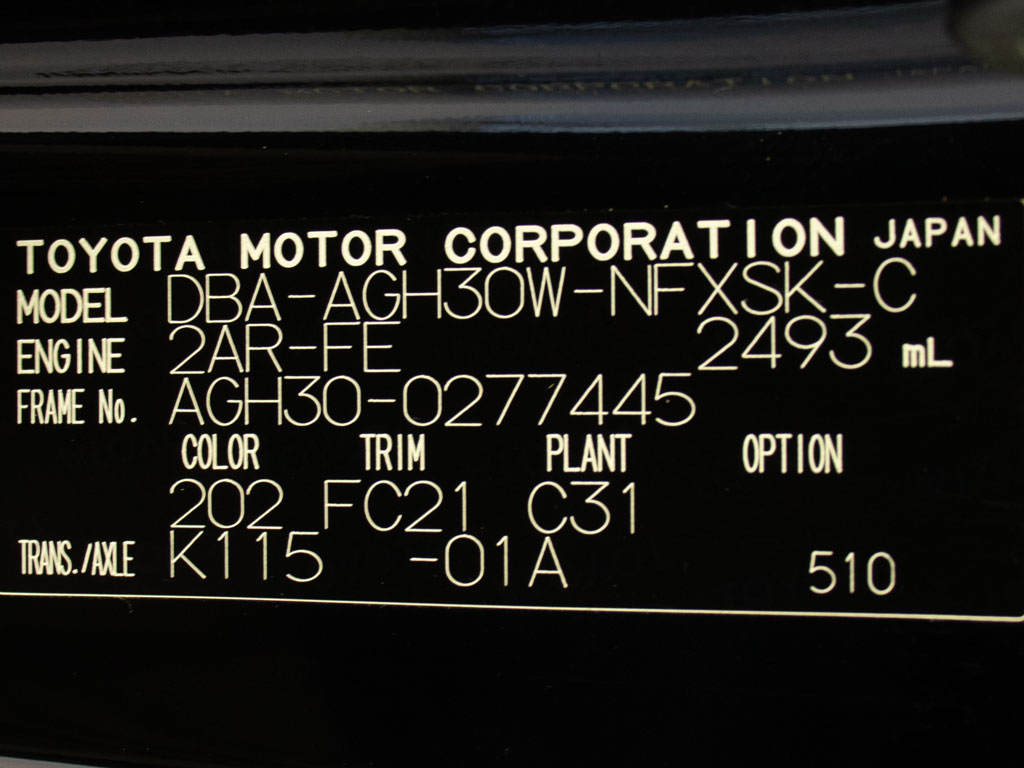 TOYOTA MOTOR CORPORATION JAPAN
MODEL DBA-AGH30W-NFXSK-C
ENGINE 2AR-FE 2493 mL
FRAME No. AGH30-0277445
COLOR TRIM PLANT OPTION
202 FC21 C31
TRANS./AXLE K115 -01A 510